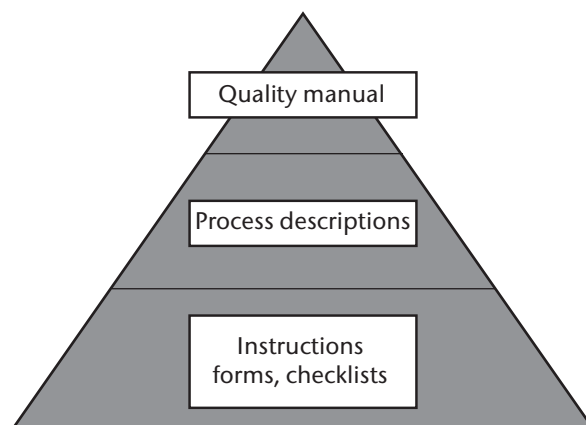 Quality manual
Process descriptions
Instructions
forms, checklists